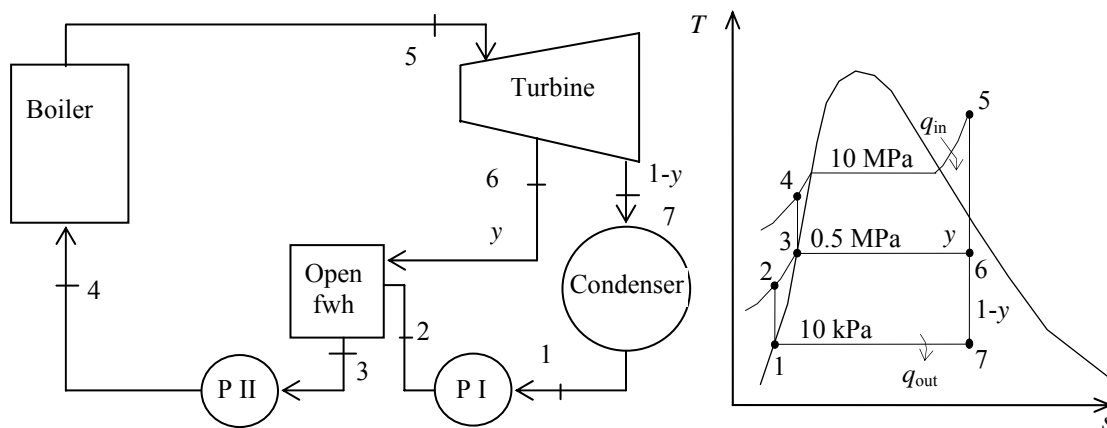 5
Boiler
Turbine
6
1-y
7
y
4
Open
fwh
2
Condenser
3
1
P II
P I
T
5
q_in
10 MPa
4
3
0.5 MPa
y
6
2
1-y
10 kPa
1
7
q_out
s